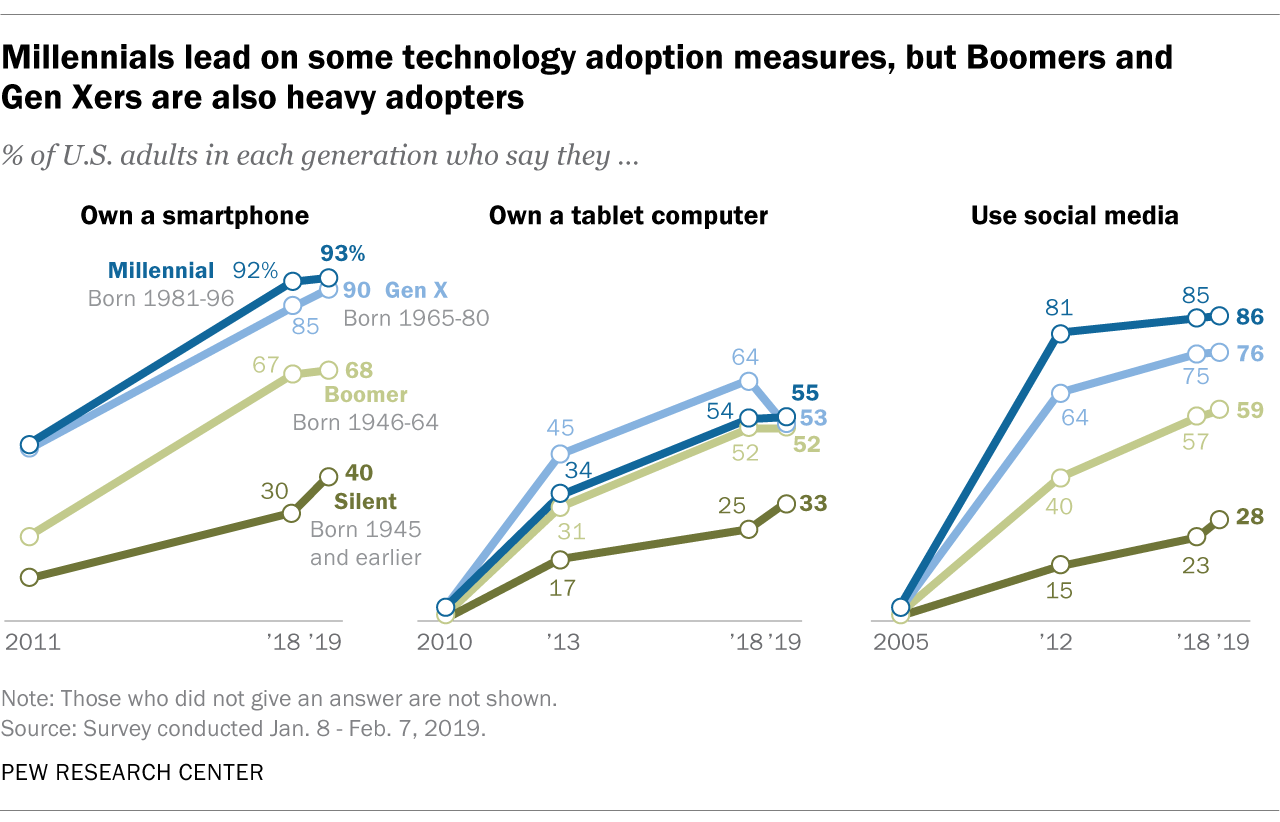 Millennials lead on some technology adoption measures, but Boomers and
Gen Xers are also heavy adopters
% of U.S. adults in each generation who say they ...
Own a smartphone
93%
Millennial
92%
Born 1981-96
90
Gen X
Born 1965-80
85
67
68
Boomer
Born 1946-64
30
40
Silent
Born 1945
and earlier
2011
’18
’19
Own a tablet computer
64
55
54
53
45
52
52
34
31
25
33
17
2010
’13
’18
’19
Use social media
81
85
86
76
75
64
59
57
40
28
23
15
2005
’12
’18
’19
Note: Those who did not give an answer are not shown.
Source: Survey conducted Jan. 8 - Feb. 7, 2019.
PEW RESEARCH CENTER